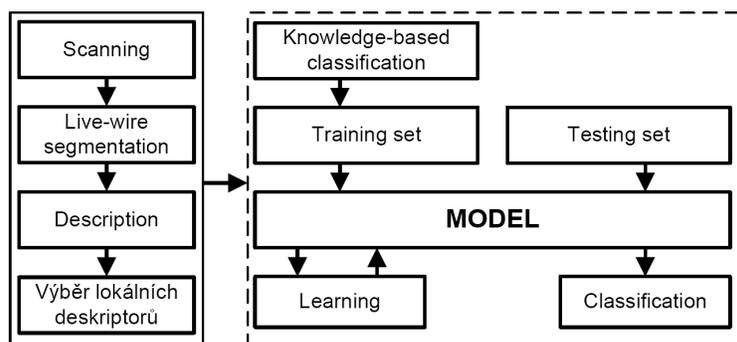 Scanning
Live-wire
segmentation
Description
Výběr lokálních
deskriptorů
Knowledge-based
classification
Training set
Testing set
MODEL
Learning
Classification